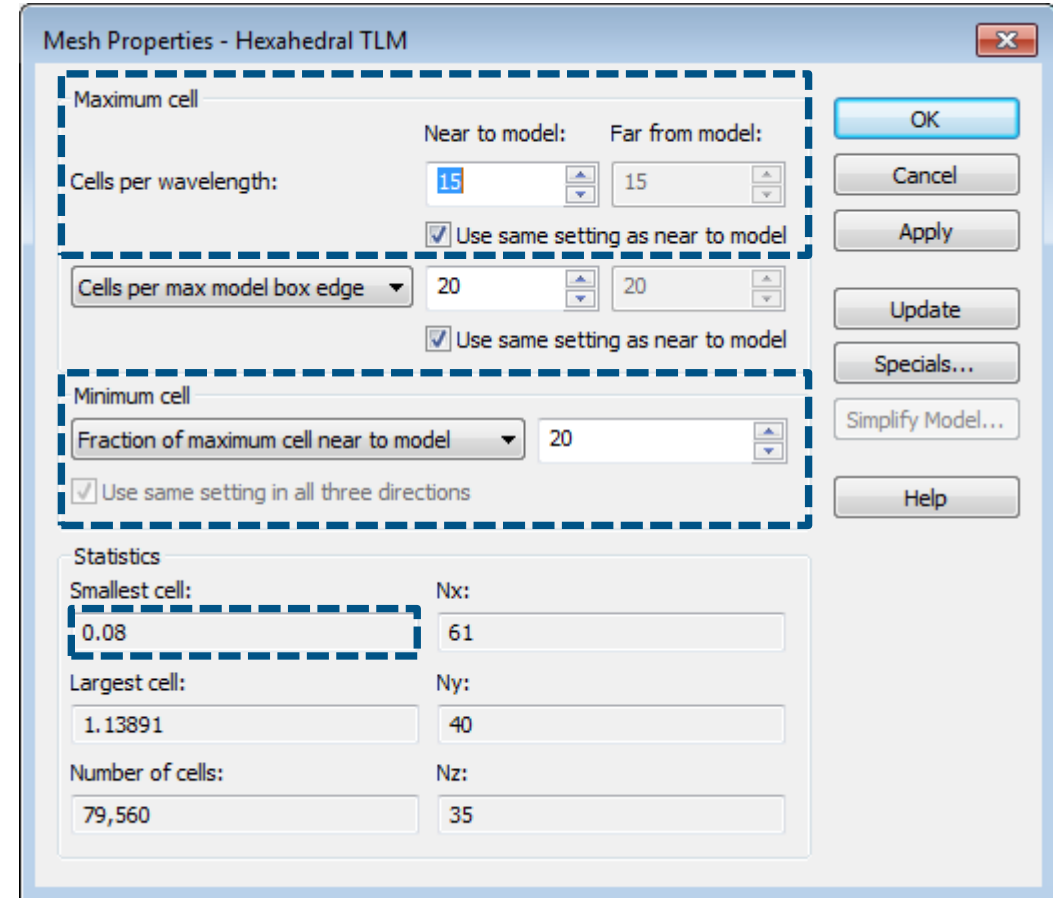 Mesh Properties - Hexahedral TLM
Maximum cell
Near to model: Far from model:
Cells per wavelength: 15 15
Use same setting as near to model
Cells per max model box edge 20 20
Use same setting as near to model
Minimum cell
Fraction of maximum cell near to model 20
Use same setting in all three directions
Statistics
Smallest cell: Nx:
0.08 61
Largest cell: Ny:
1.13891 40
Number of cells: Nz:
79,560 35
OK
Cancel
Apply
Update
Specials...
Simplify Model...
Help